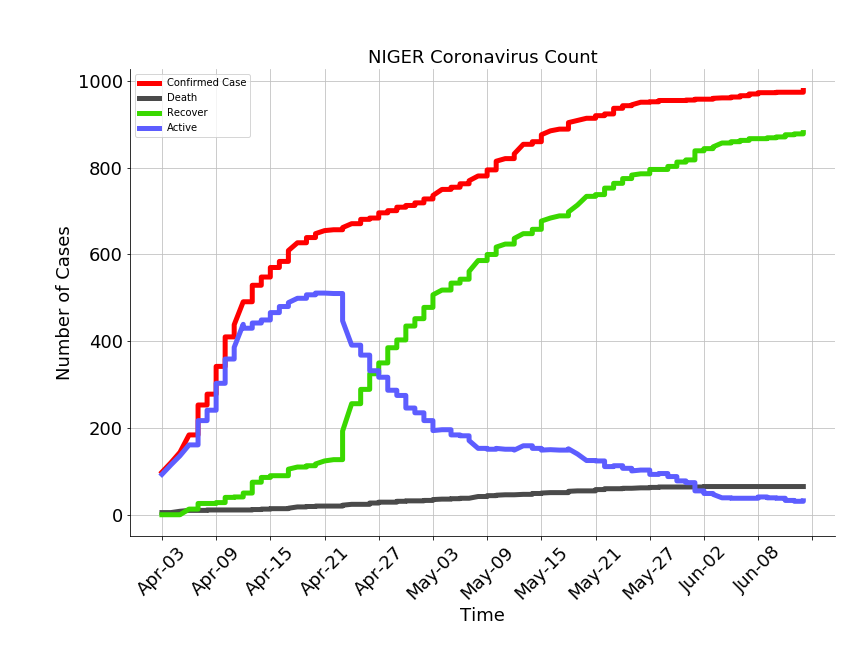 NIGER Coronavirus Count
Confirmed Case
Death
Recover
Active
Number of Cases
1000
800
600
400
200
0
Apr-03
Apr-09
Apr-15
Apr-21
Apr-27
May-03
May-09
May-15
May-21
May-27
Jun-02
Jun-08
Time